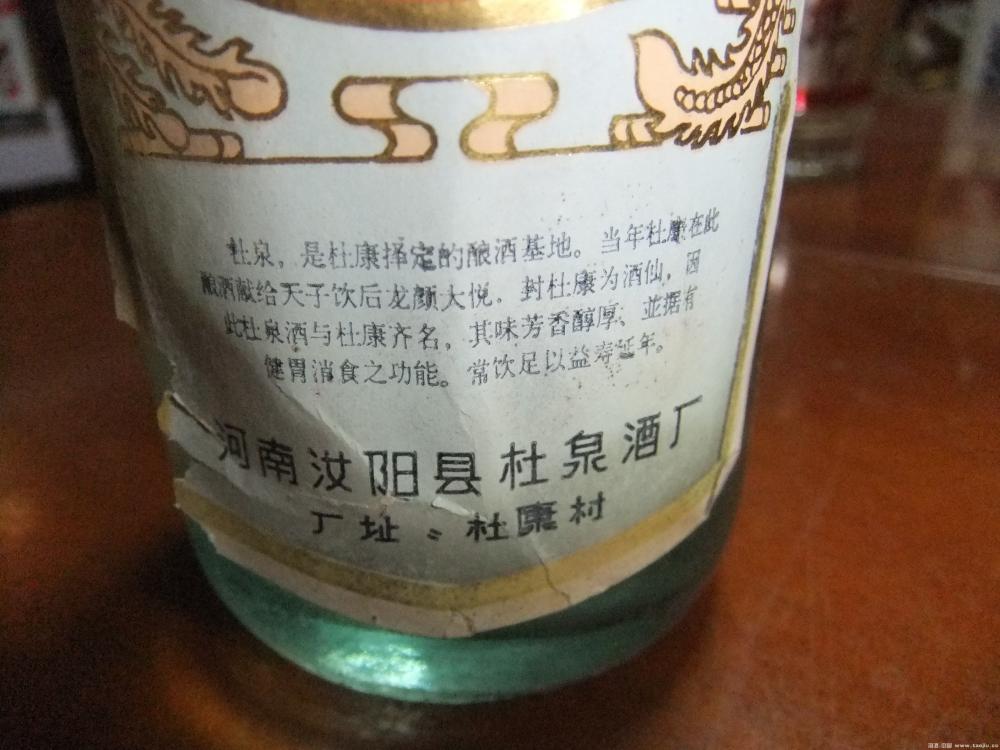 杜泉，是杜康择定的酿酒基地。当年杜康在此
酿酒献给天子饮后龙颜大悦，封杜康为酒仙，因
此杜泉酒与杜康齐名，其味芳香醇厚、并据有
健胃消食之功能。常饮足以益寿延年。
河南汝阳县杜泉酒厂
厂址：杜康村
www.taojiu.cn